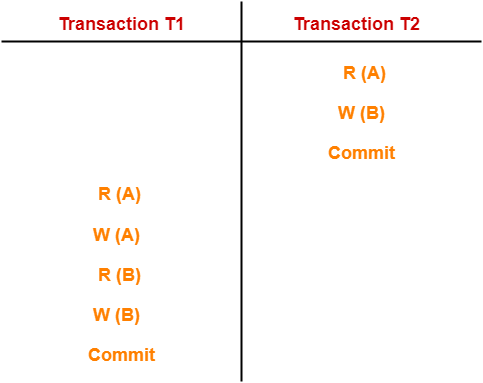 Transaction T1 Transaction T2
R (A)
W (B)
Commit
R (A)
W (A)
R (B)
W (B)
Commit